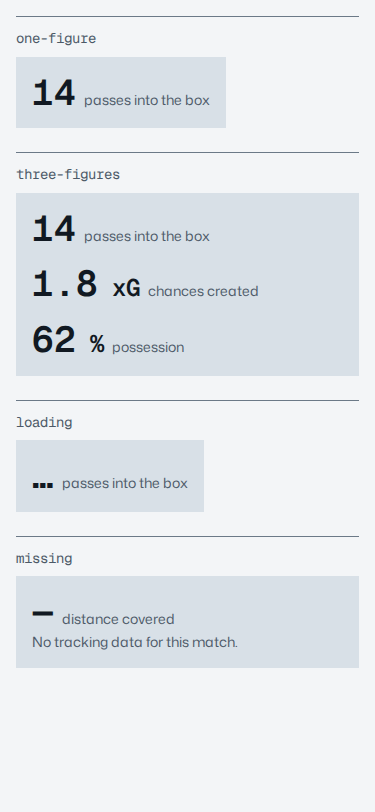 one-figure
14 passes into the box
three-figures
14 passes into the box
1.8 xG chances created
62 % possession
loading
… passes into the box
missing
— distance covered
No tracking data for this match.